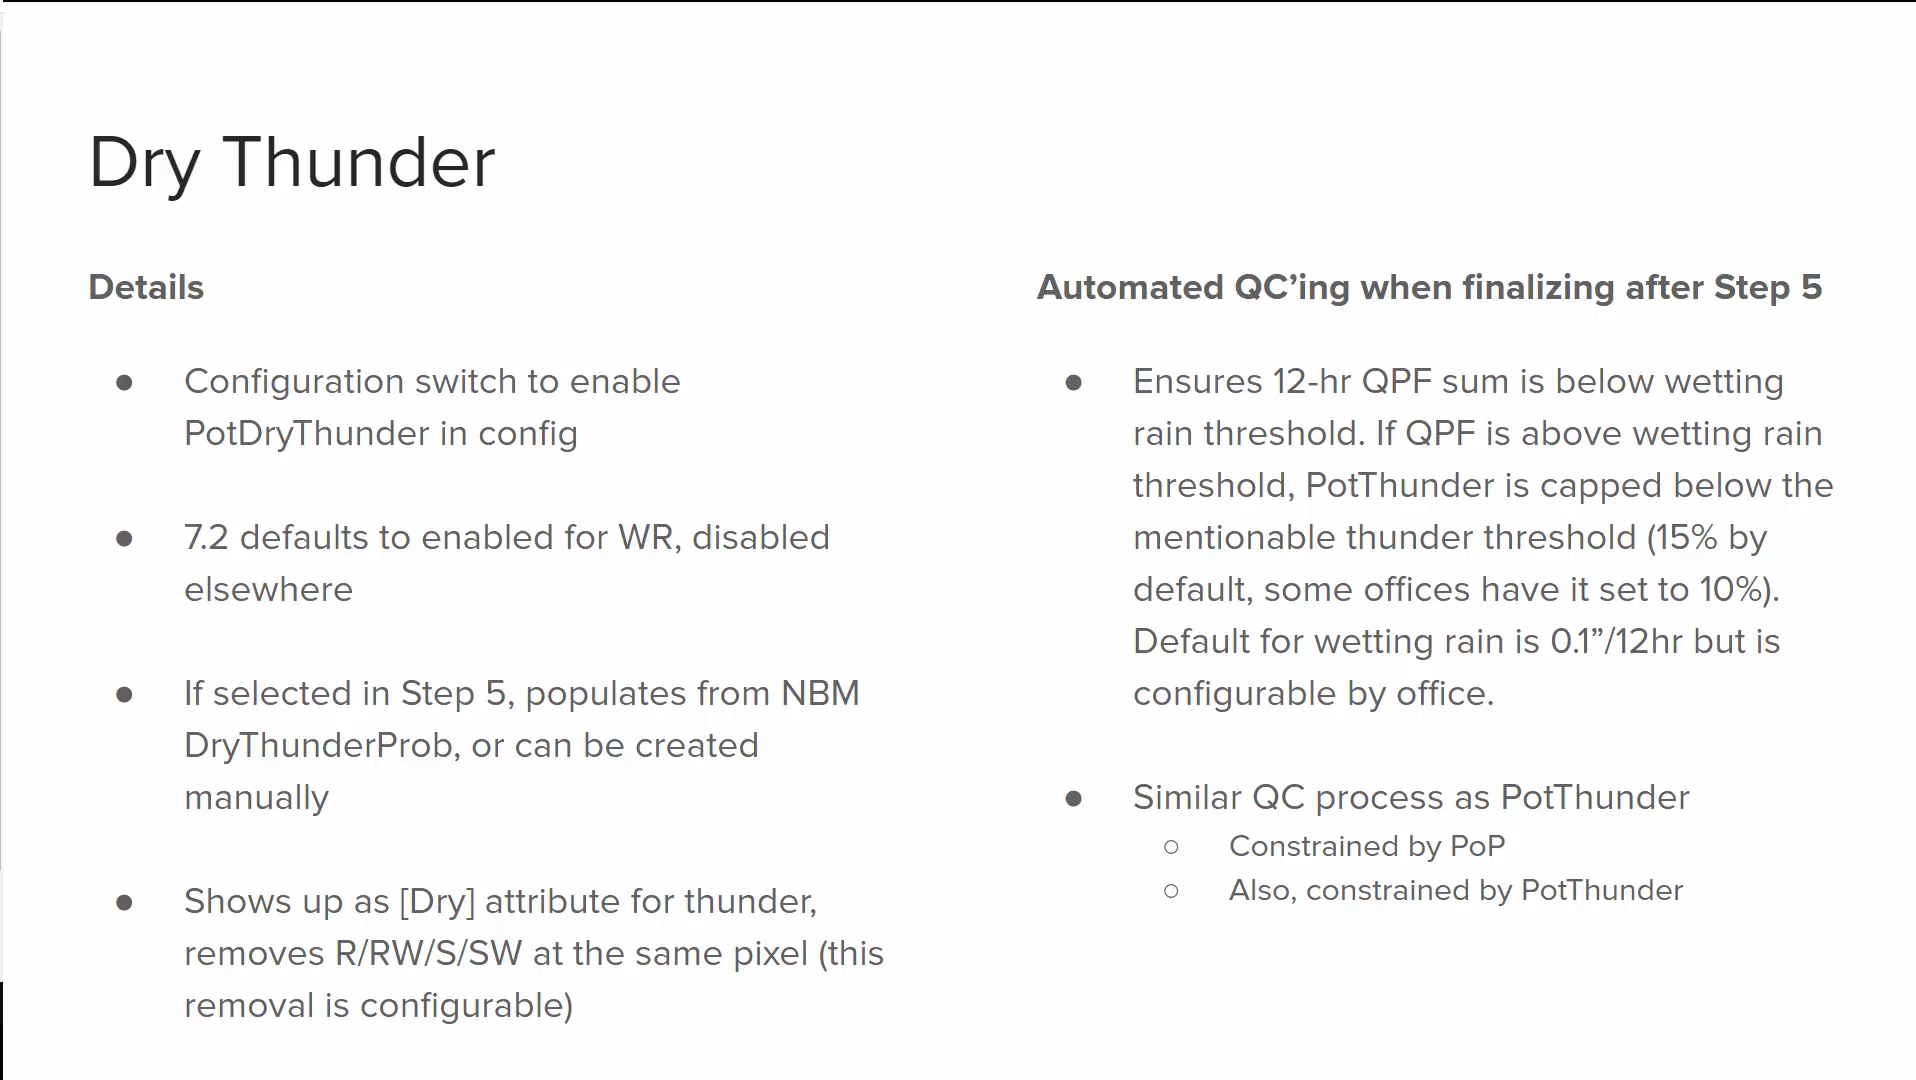 Dry Thunder
Details
● Configuration switch to enable
PotDryThunder in config
● 7.2 defaults to enabled for WR, disabled
elsewhere
● If selected in Step 5, populates from NBM
DryThunderProb, or can be created
manually
● Shows up as [Dry] attribute for thunder,
removes R/RW/S/SW at the same pixel (this
removal is configurable)
Automated QC’ing when finalizing after Step 5
● Ensures 12-hr QPF sum is below wetting
rain threshold. If QPF is above wetting rain
threshold, PotThunder is capped below the
mentionable thunder threshold (15% by
default, some offices have it set to 10%).
Default for wetting rain is 0.1”/12hr but is
configurable by office.
● Similar QC process as PotThunder
○ Constrained by PoP
○ Also, constrained by PotThunder